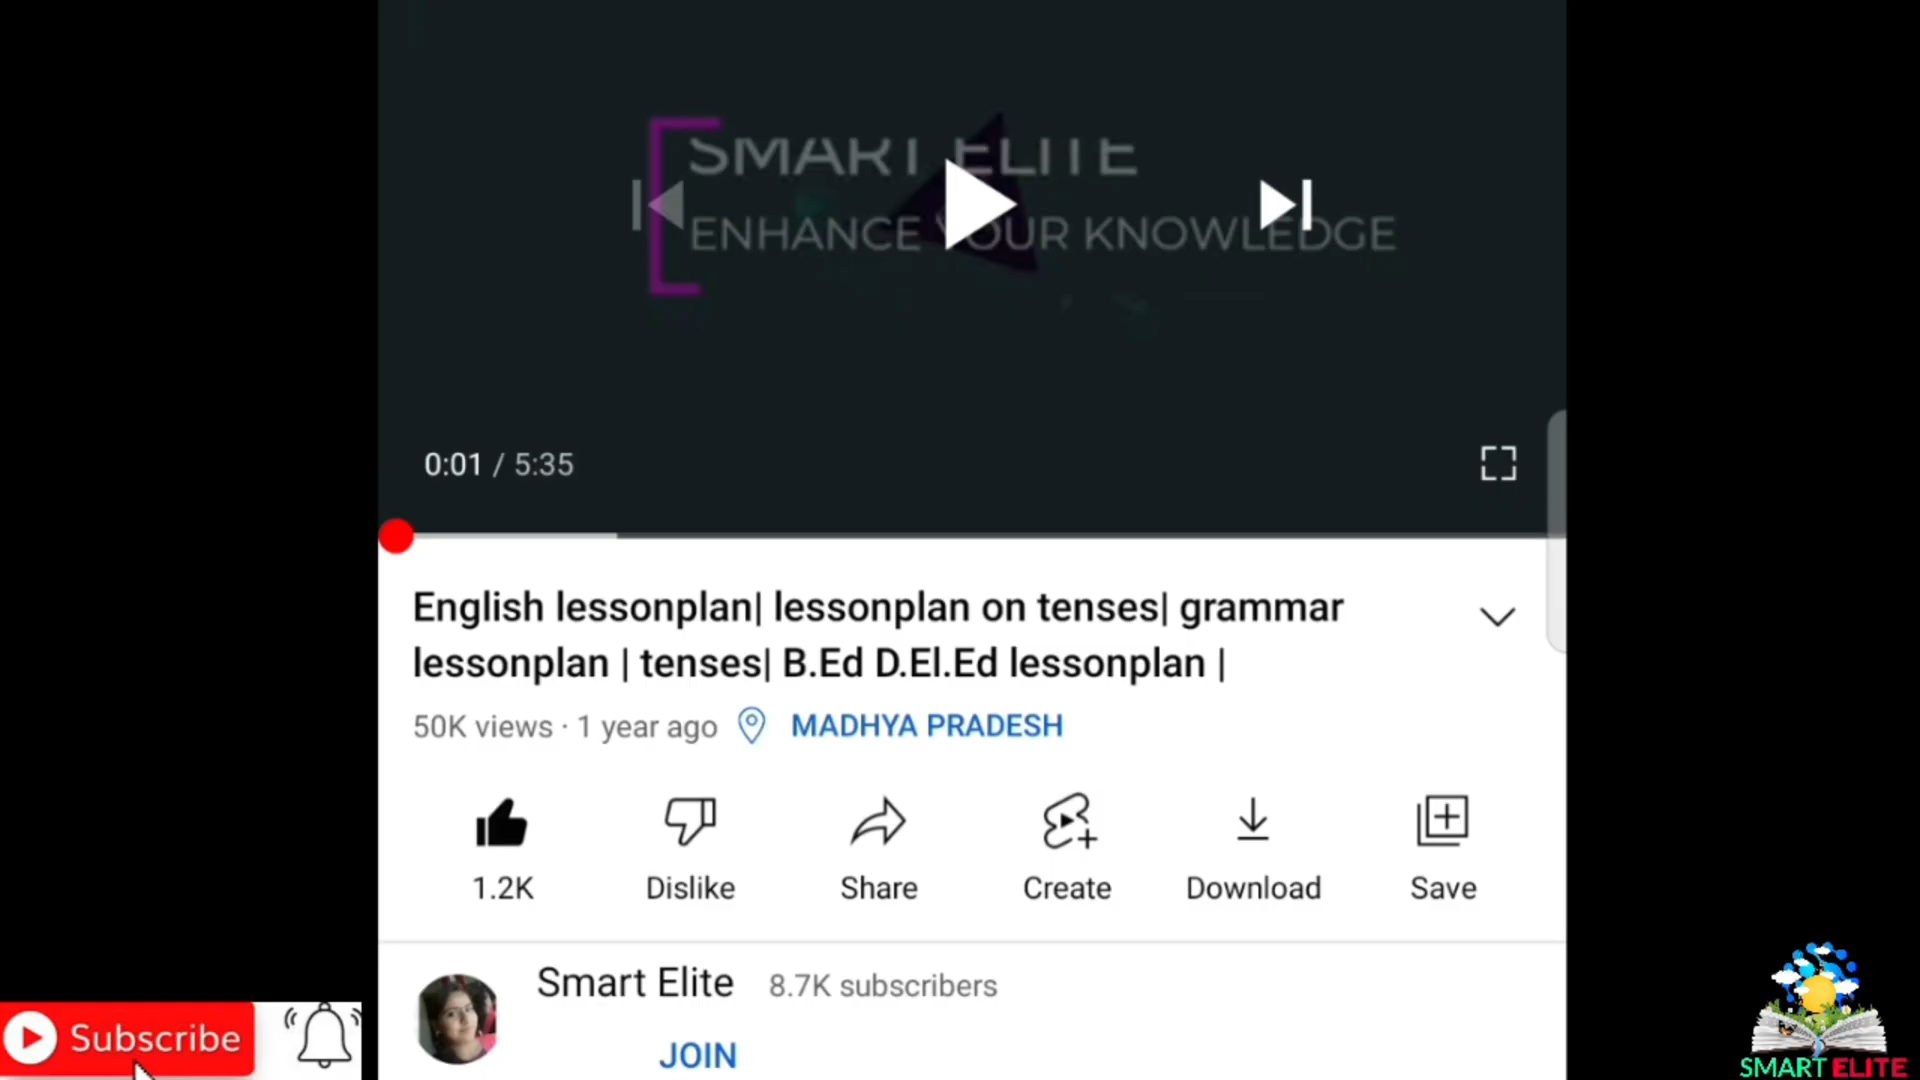 SMART ELITE
ENHANCE YOUR KNOWLEDGE
0:01 / 5:35
English lessonplan| lessonplan on tenses| grammar
lessonplan | tenses| B.Ed D.El.Ed lessonplan |
50K views · 1 year ago MADHYA PRADESH
1.2K Dislike Share Create Download Save
Smart Elite 8.7K subscribers
JOIN
Subscribe
SMART ELITE